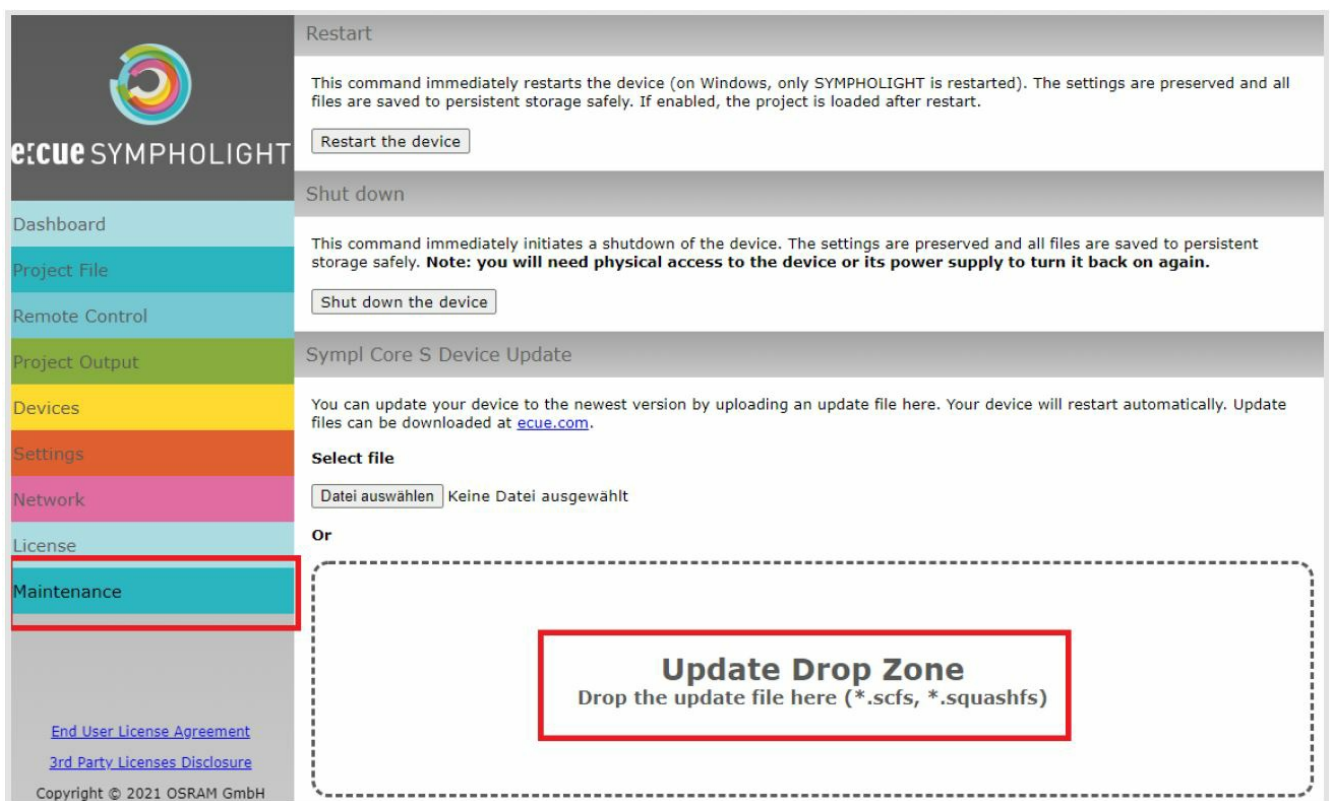 e:cue SYMPHOLIGHT
Dashboard
Project File
Remote Control
Project Output
Devices
Settings
Network
License
Maintenance
End User License Agreement
3rd Party Licenses Disclosure
Copyright © 2021 OSRAM GmbH
Restart
This command immediately restarts the device (on Windows, only SYMPHOLIGHT is restarted). The settings are preserved and all
files are saved to persistent storage safely. If enabled, the project is loaded after restart.
Restart the device
Shut down
This command immediately initiates a shutdown of the device. The settings are preserved and all files are saved to persistent
storage safely. Note: you will need physical access to the device or its power supply to turn it back on again.
Shut down the device
Sympl Core S Device Update
You can update your device to the newest version by uploading an update file here. Your device will restart automatically. Update
files can be downloaded at ecue.com.
Select file
Datei auswählen Keine Datei ausgewählt
Or
Update Drop Zone
Drop the update file here (*.scfs, *.squashfs)